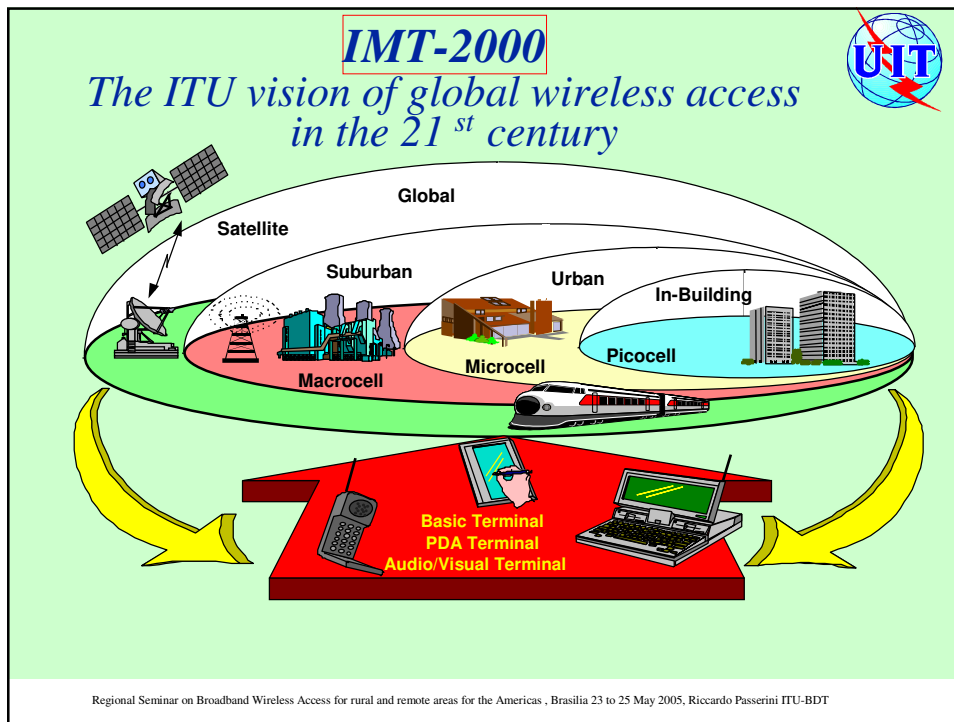 IMT-2000
UIT
The ITU vision of global wireless access
in the 21 st century
Global
Satellite
Suburban
Urban
In-Building
Picocell
Microcell
Macrocell
Basic Terminal
PDA Terminal
Audio/Visual Terminal
Regional Seminar on Broadband Wireless Access for rural and remote areas for the Americas , Brasilia 23 to 25 May 2005, Riccardo Passerini ITU-BDT